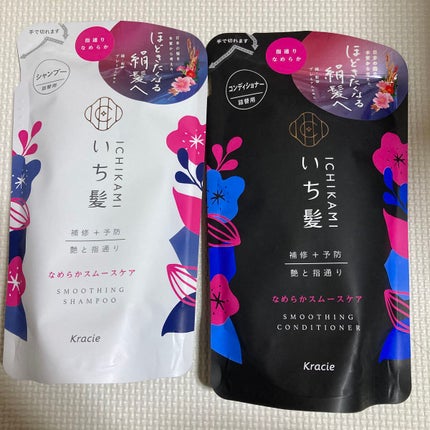 手で切れます
指通り
なめらか
ほどきたくなる
絹髪へ
シャンプー
詰替用
ICHIKAMI
いち髪
補修+予防
艶と指通り
なめらかスムースケア
SMOOTHING
SHAMPOO
Kracie
手で切れます
指通り
なめらか
ほどきたくなる
絹髪へ
コンディショナー
詰替用
ICHIKAMI
いち髪
補修+予防
艶と指通り
なめらかスムースケア
SMOOTHING
CONDITIONER
Kracie